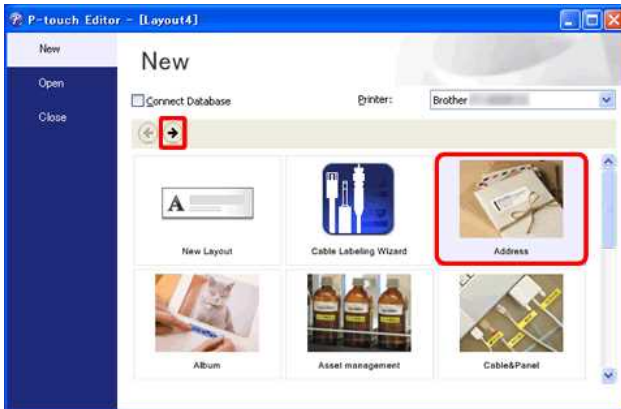 P-touch Editor - [Layout4]
New
Open
Close
New
Connect Database
Printer:
Brother
A
New Layout
Cable Labeling Wizard
Address
Album
Asset management
Cable&Panel